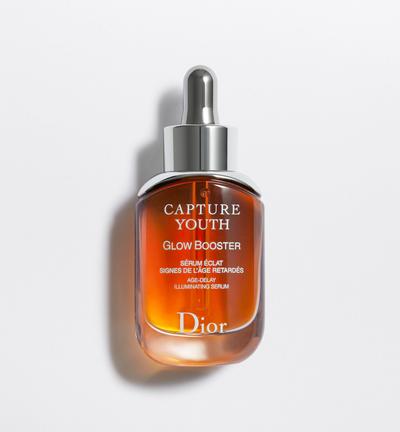 CAPTURE
YOUTH
GLOW BOOSTER
SÉRUM ÉCLAT
SIGNES DE L'ÂGE RETARDÉS
AGE-DELAY
ILLUMINATING SERUM
Dior